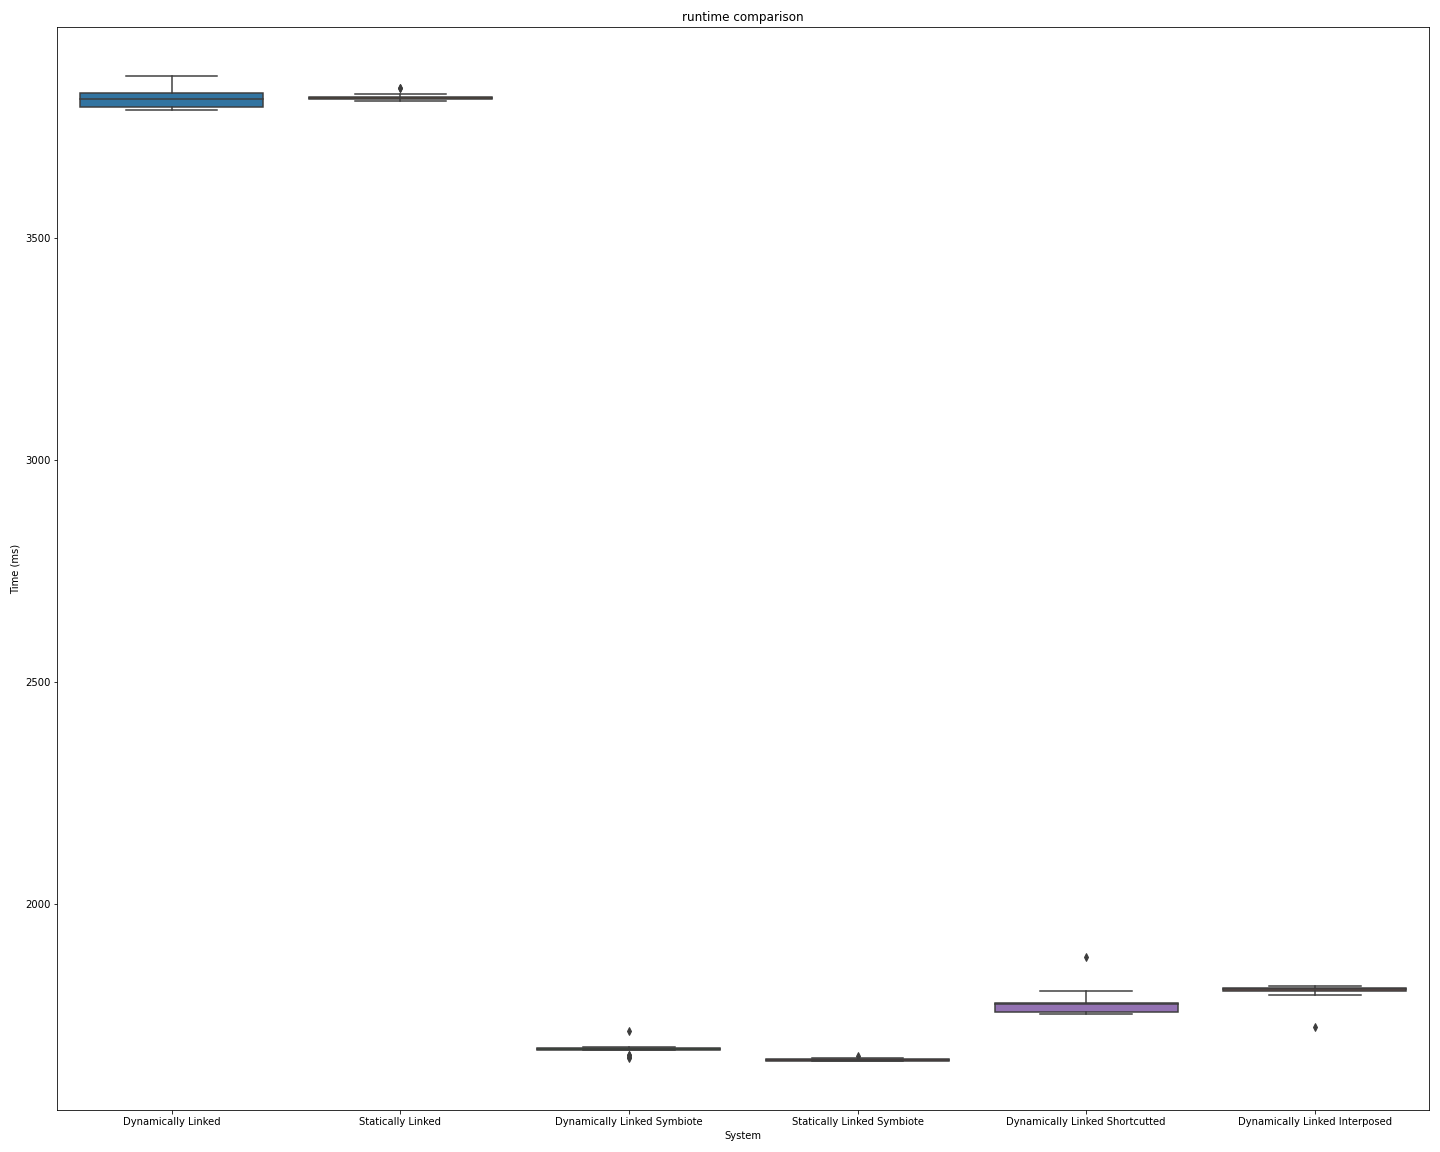 runtime comparison
3500
3000
2500
2000
Time (ms)
Dynamically Linked
Statically Linked
Dynamically Linked Symbiote
Statically Linked Symbiote
Dynamically Linked Shortcutted
Dynamically Linked Interposed
System